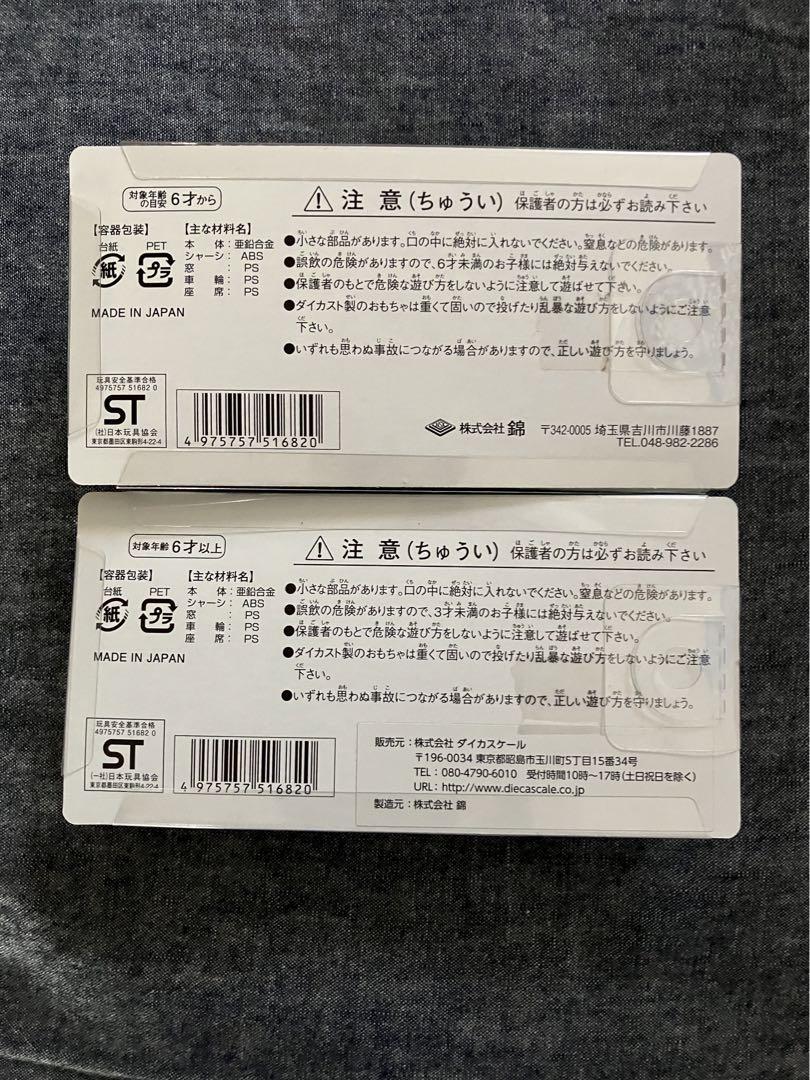 対象年齢の目安 6才から
⚠ 注 意(ちゅうい) 保護者の方は必ずお読み下さい
【容器包装】 【主な材料名】
台紙 PET
紙 プラ
本 体:亜鉛合金
シャーシ:ABS
窓:PS
車 輪:PS
座 席:PS
MADE IN JAPAN
●小さな部品があります。口の中に絶対に入れないでください。窒息などの危険があります。
●誤飲の危険がありますので、6才未満のお子様には絶対与えないでください。
●保護者のもとで危険な遊び方をしないように注意して遊ばせて下さい。
●ダイカスト製のおもちゃは重くて固いので投げたり乱暴な遊び方をしないようにご注意
下さい。
●いずれも思わぬ事故につながる場合がありますので、正しい遊び方を守りましょう。
玩具安全基準合格
4975757 51682 0
ST
(社)日本玩具協会
東京都墨田区東駒形4-22-4
4 975757 516820
株式会社 錦 〒342-0005 埼玉県吉川市川藤1887
TEL.048-982-2286
対象年齢 6才以上
⚠ 注 意(ちゅうい) 保護者の方は必ずお読み下さい
【容器包装】 【主な材料名】
台紙 PET
紙 プラ
本 体:亜鉛合金
シャーシ:ABS
窓:PS
車 輪:PS
座 席:PS
MADE IN JAPAN
●小さな部品があります。口の中に絶対に入れないでください。窒息などの危険があります。
●誤飲の危険がありますので、3才未満のお子様には絶対与えないでください。
●保護者のもとで危険な遊び方をしないように注意して遊ばせて下さい。
●ダイカスト製のおもちゃは重くて固いので投げたり乱暴な遊び方をしないようにご注意
下さい。
●いずれも思わぬ事故につながる場合がありますので、正しい遊び方を守りましょう。
玩具安全基準合格
4975757 51682 0
ST
(一社)日本玩具協会
東京都墨田区東駒形4-22-4
4 975757 516820
販売元:株式会社 ダイカスケール
〒196-0034 東京都昭島市玉川町5丁目15番34号
TEL:080-4790-6010 受付時間10時～17時(土日祝日を除く)
URL:http://www.diecascale.co.jp
製造元:株式会社 錦